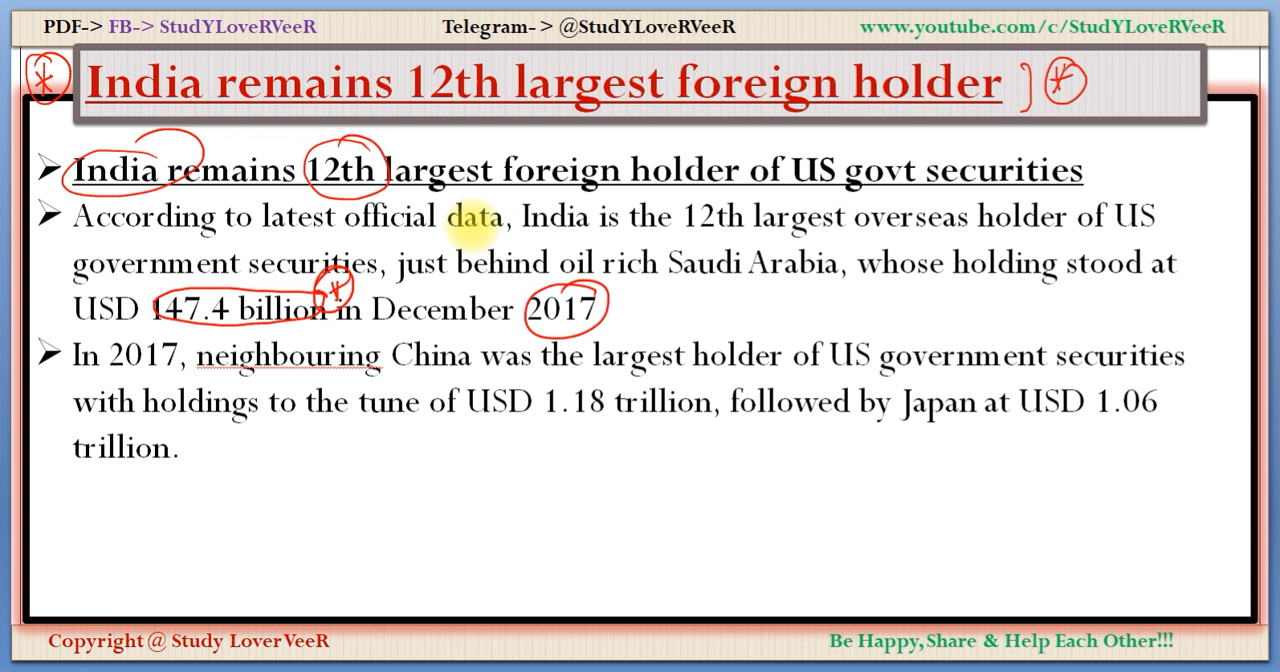 PDF-> FB-> StudYLoveRVeeR Telegram- > @StudYLoveRVeeR www.youtube.com/c/StudYLoveRVeeR
India remains 12th largest foreign holder
India remains 12th largest foreign holder of US govt securities
According to latest official data, India is the 12th largest overseas holder of US
government securities, just behind oil rich Saudi Arabia, whose holding stood at
USD 147.4 billion in December 2017
In 2017, neighbouring China was the largest holder of US government securities
with holdings to the tune of USD 1.18 trillion, followed by Japan at USD 1.06
trillion.
Copyright @ Study LoverVeeR Be Happy,Share & Help Each Other!!!